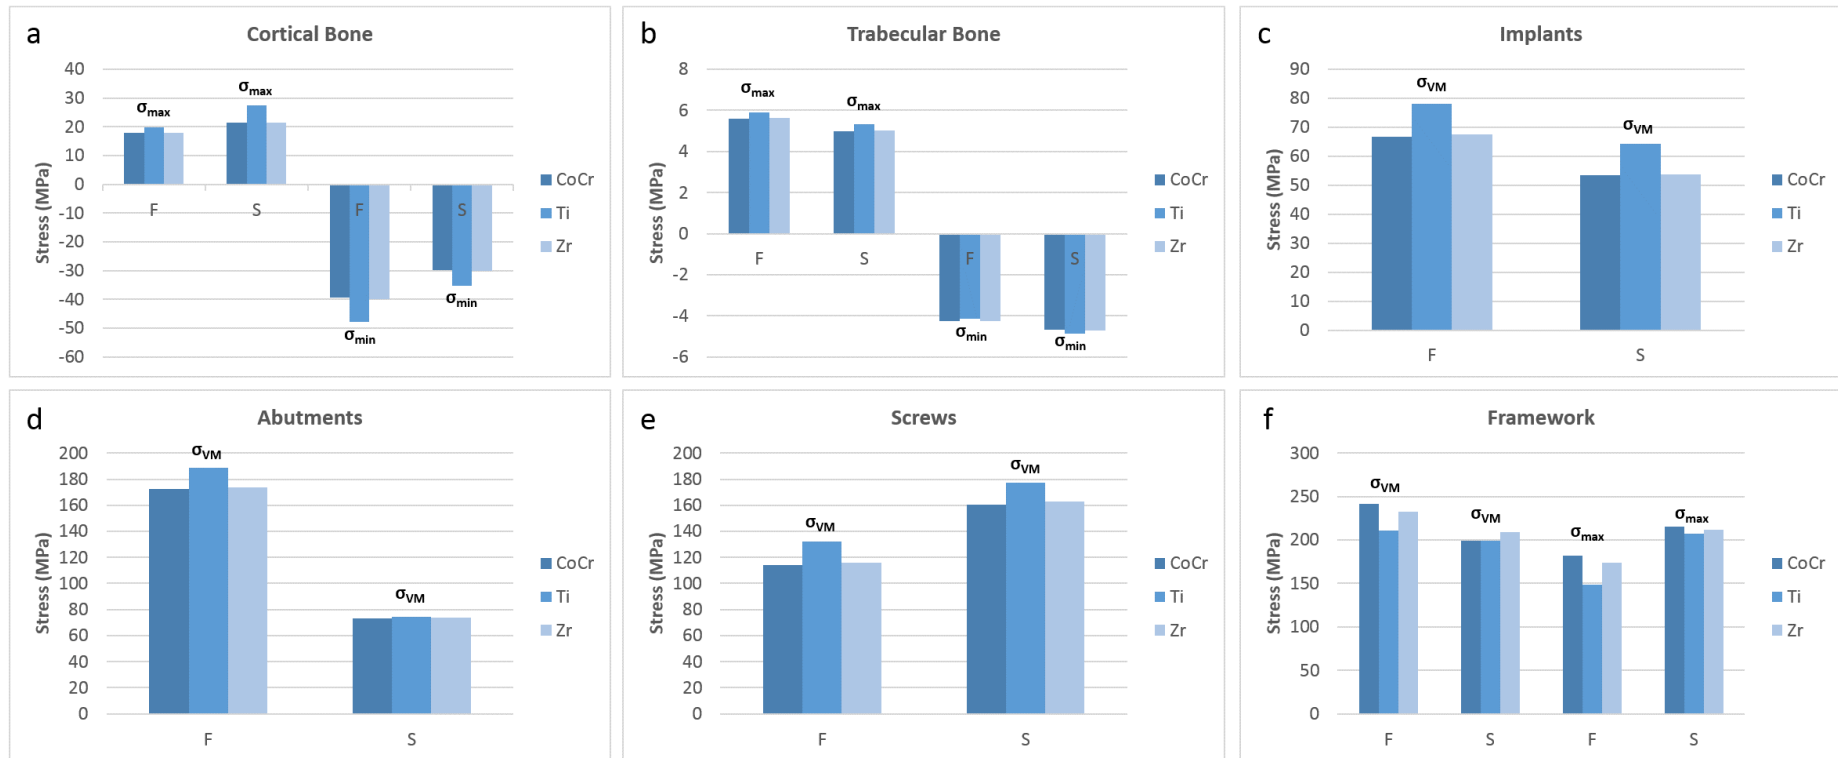 a
Cortical Bone
40
30
20
10
0
-10
-20
-30
-40
-50
-60
Stress (MPa)
σmax
σmax
F
S
F
S
σmin
σmin
CoCr
Ti
Zr
b
Trabecular Bone
8
6
4
2
0
-2
-4
-6
Stress (MPa)
σmax
σmax
F
S
F
S
σmin
σmin
CoCr
Ti
Zr
c
Implants
90
80
70
60
50
40
30
20
10
0
Stress (MPa)
σVM
σVM
F
S
CoCr
Ti
Zr
d
Abutments
200
180
160
140
120
100
80
60
40
20
0
Stress (MPa)
σVM
σVM
F
S
CoCr
Ti
Zr
e
Screws
200
180
160
140
120
100
80
60
40
20
0
Stress (MPa)
σVM
σVM
F
S
CoCr
Ti
Zr
f
Framework
300
250
200
150
100
50
0
Stress (MPa)
σVM
σVM
σmax
σmax
F
S
F
S
CoCr
Ti
Zr